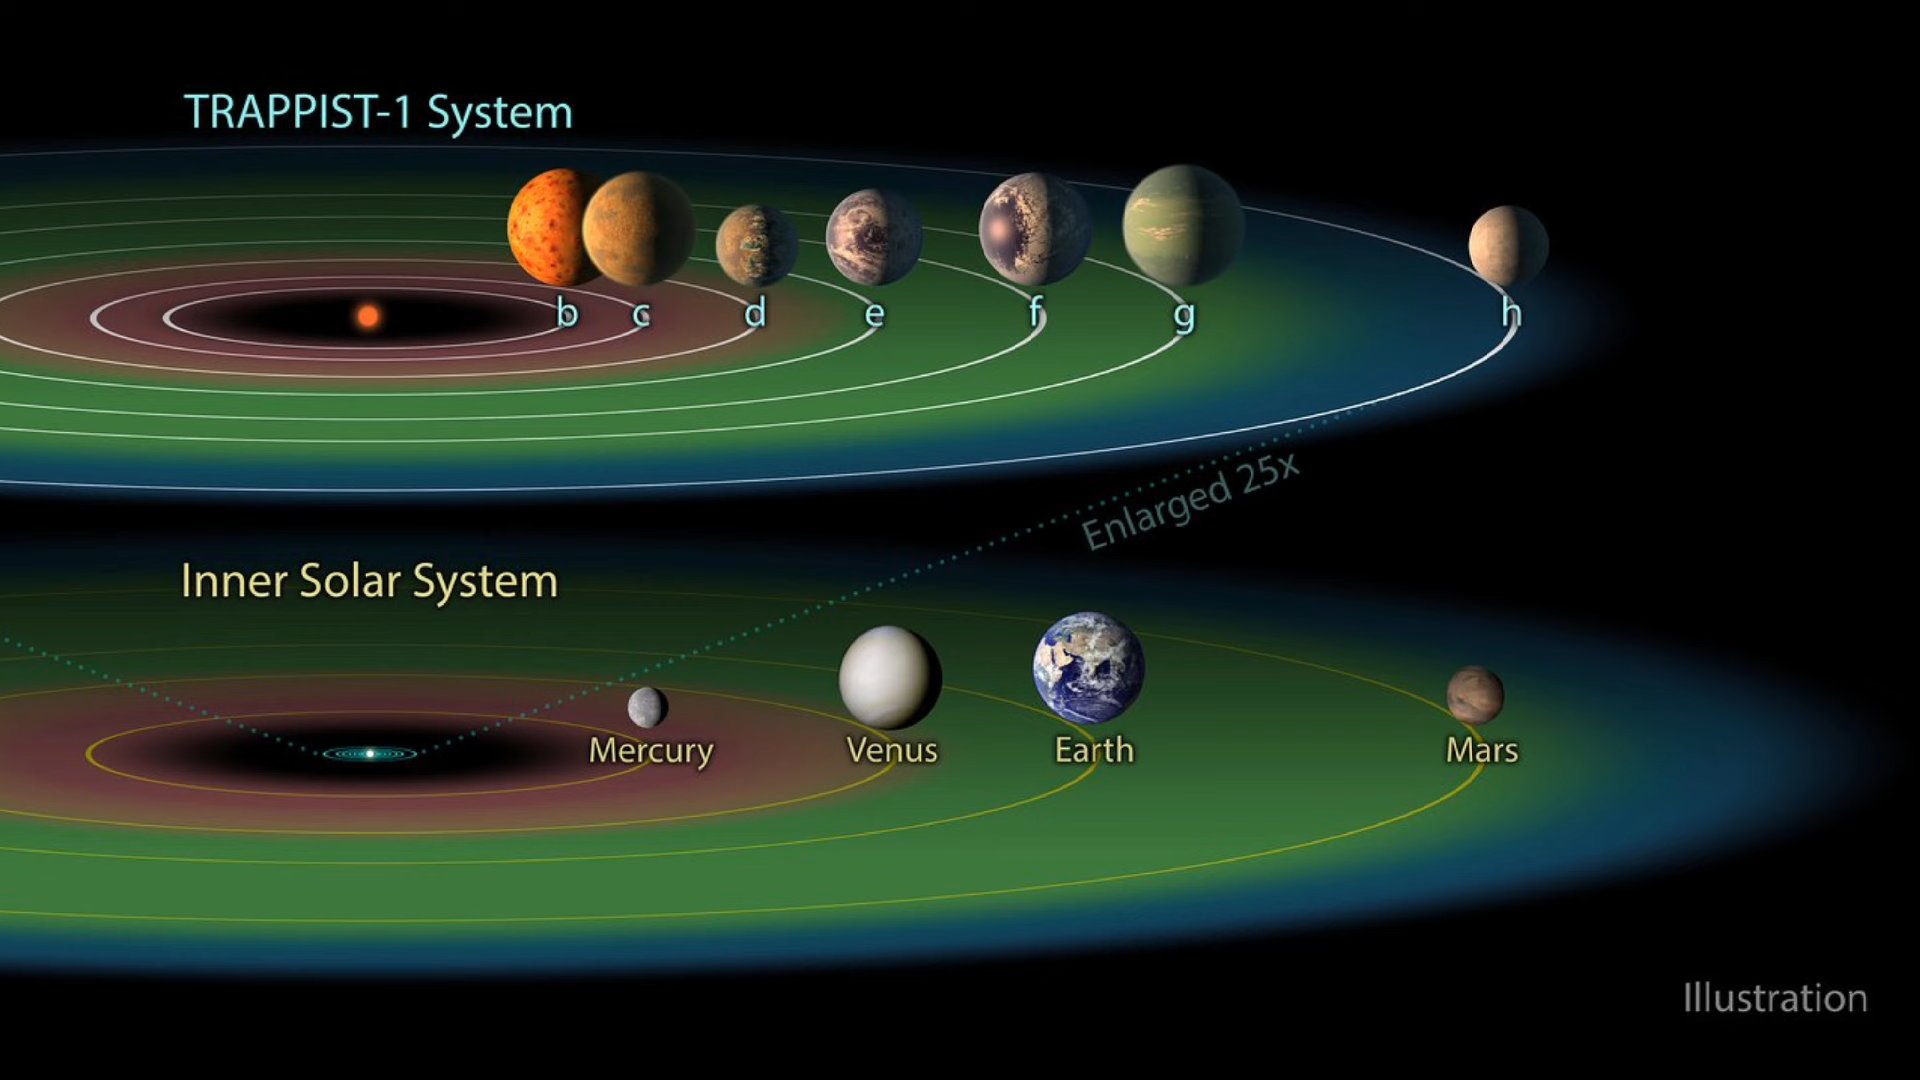 TRAPPIST-1 System
b c d e f g h
Enlarged 25x
Inner Solar System
Mercury Venus Earth Mars
Illustration